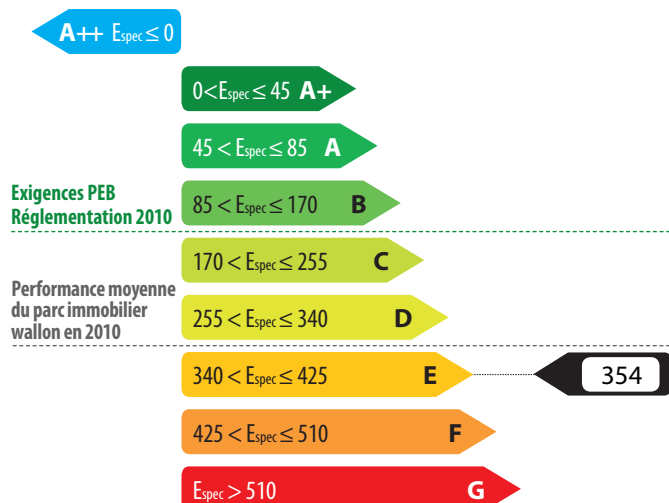 A++ Espec ≤ 0
0<Espec ≤ 45 A+
45 < Espec ≤ 85 A
Exigences PEB
Réglementation 2010
85 < Espec ≤ 170 B
170 < Espec ≤ 255 C
Performance moyenne
du parc immobilier
wallon en 2010
255 < Espec ≤ 340 D
340 < Espec ≤ 425 E
354
425 < Espec ≤ 510 F
Espec > 510 G